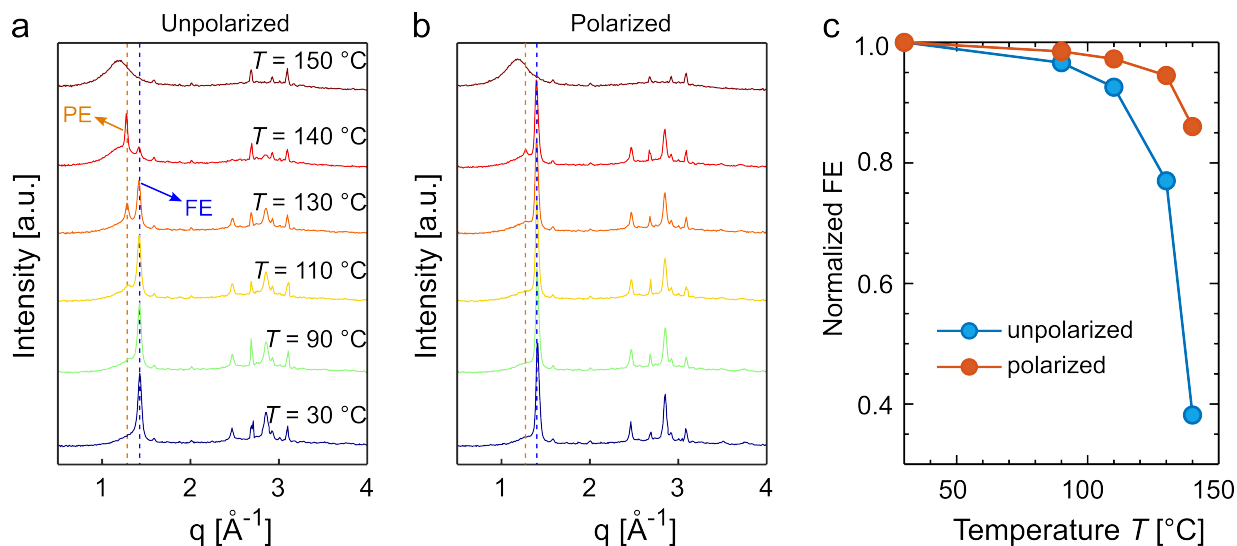 a
Unpolarized
T = 150 °C
PE
T = 140 °C
T = 130 °C
FE
T = 110 °C
T = 90 °C
T = 30 °C
Intensity [a.u.]
1 2 3 4
q [Å-1]
b
Polarized
Intensity [a.u.]
1 2 3 4
q [Å-1]
c
1.0
0.8
0.6
0.4
Normalized FE
unpolarized
polarized
50 100 150
Temperature T [°C]